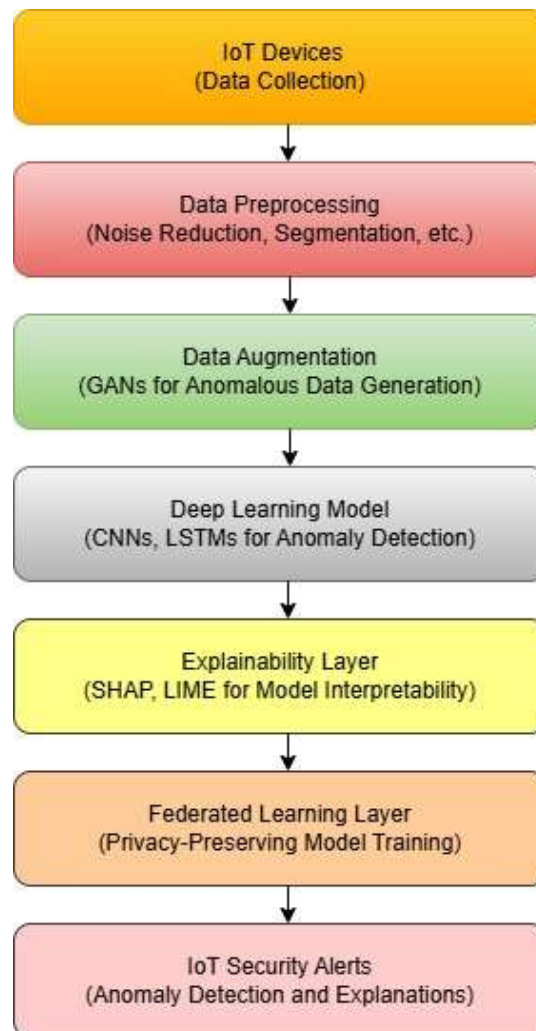 IoT Devices
(Data Collection)
Data Preprocessing
(Noise Reduction, Segmentation, etc.)
Data Augmentation
(GANs for Anomalous Data Generation)
Deep Learning Model
(CNNs, LSTMs for Anomaly Detection)
Explainability Layer
(SHAP, LIME for Model Interpretability)
Federated Learning Layer
(Privacy-Preserving Model Training)
IoT Security Alerts
(Anomaly Detection and Explanations)